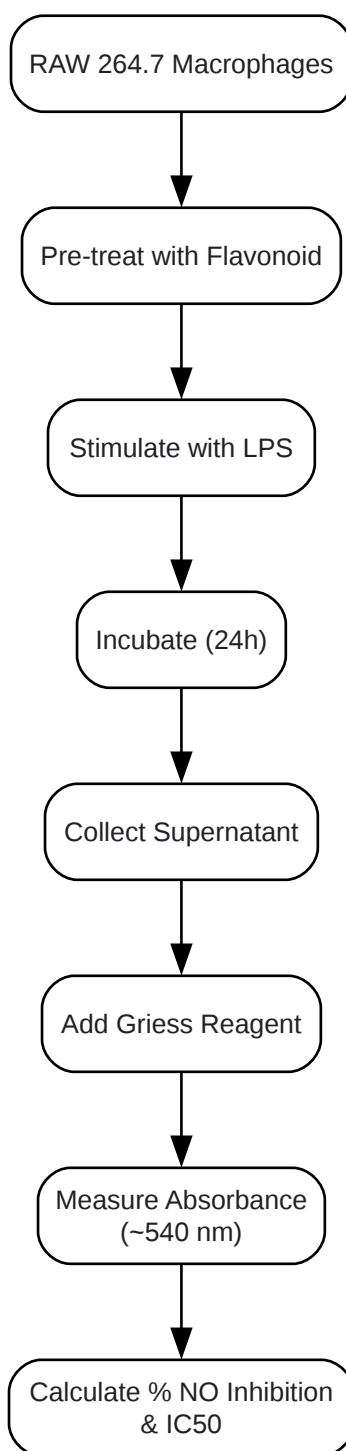 RAW 264.7 Macrophages
Pre-treat with Flavonoid
Stimulate with LPS
Incubate (24h)
Collect Supernatant
Add Griess Reagent
Measure Absorbance
(~540 nm)
Calculate % NO Inhibition
& IC50